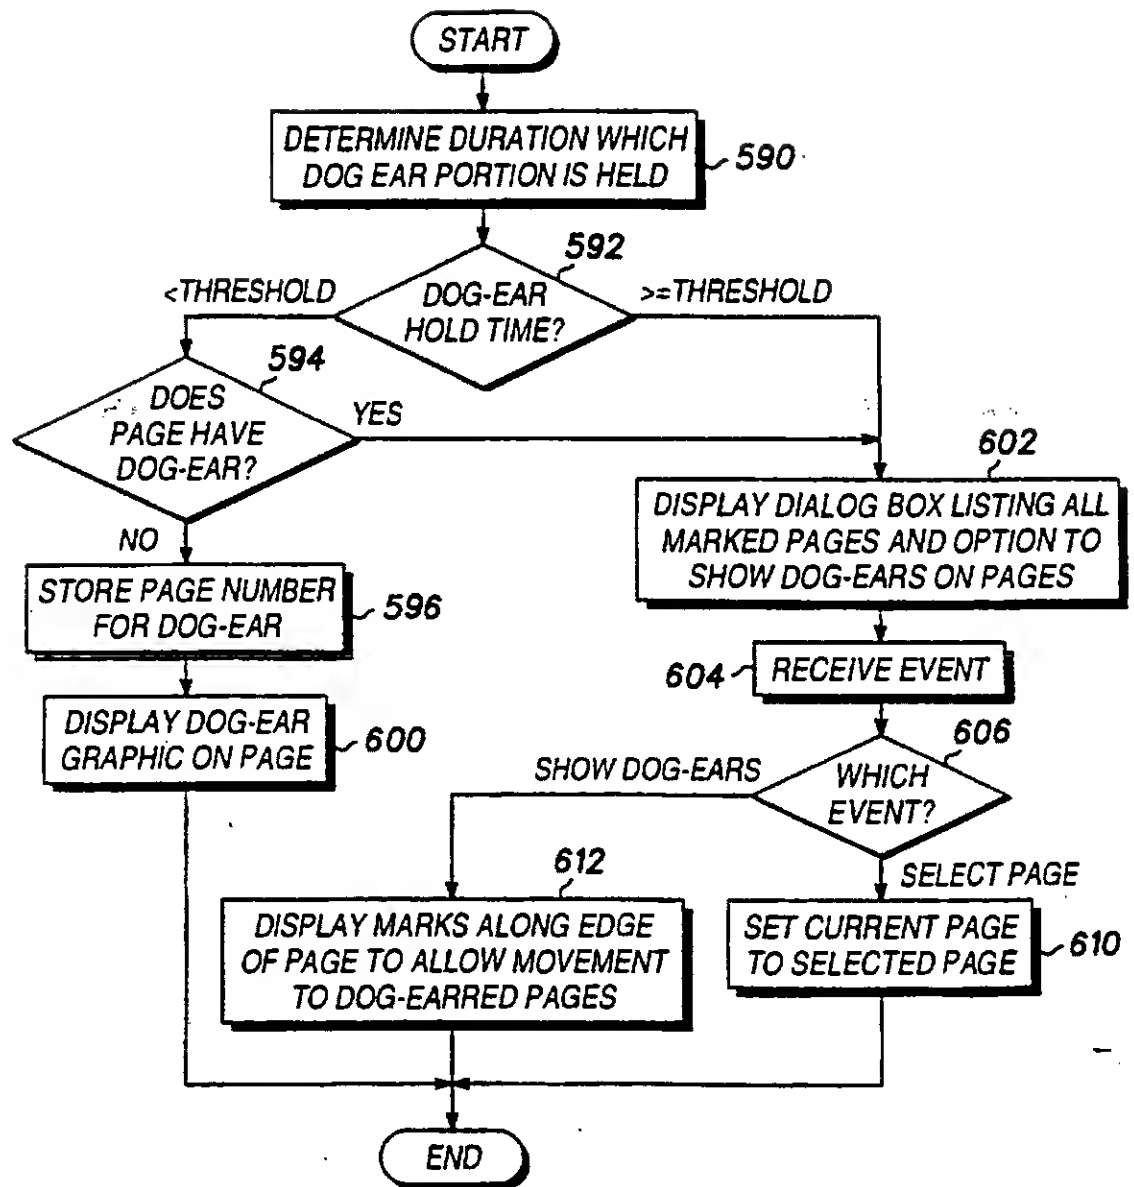 START
DETERMINE DURATION WHICH
DOG EAR PORTION IS HELD
590
592
<THRESHOLD
DOG-EAR
HOLD TIME?
>=THRESHOLD
594
DOES
PAGE HAVE
DOG-EAR?
YES
NO
602
DISPLAY DIALOG BOX LISTING ALL
MARKED PAGES AND OPTION TO
SHOW DOG-EARS ON PAGES
STORE PAGE NUMBER
FOR DOG-EAR
596
604
RECEIVE EVENT
DISPLAY DOG-EAR
GRAPHIC ON PAGE
600
606
SHOW DOG-EARS
WHICH
EVENT?
612
SELECT PAGE
DISPLAY MARKS ALONG EDGE
OF PAGE TO ALLOW MOVEMENT
TO DOG-EARRED PAGES
SET CURRENT PAGE
TO SELECTED PAGE
610
END